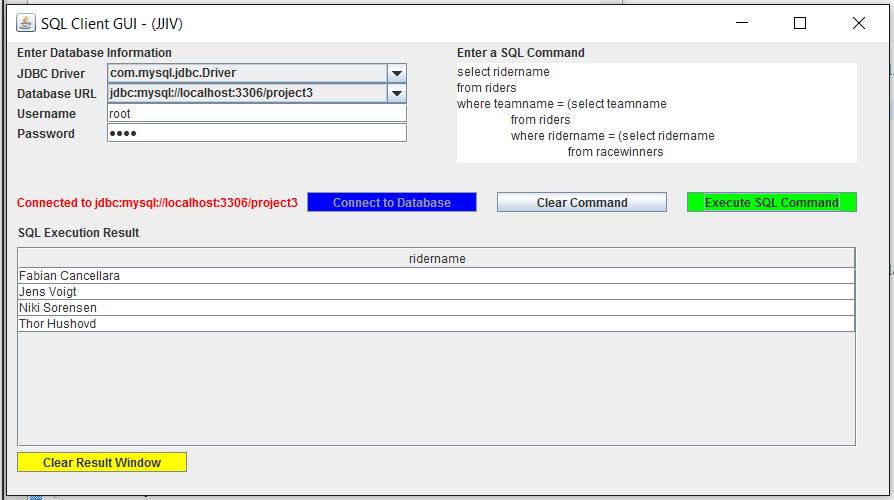 SQL Client GUI - (JJIV)
Enter Database Information
JDBC Driver
com.mysql.jdbc.Driver
Database URL
jdbc:mysql://localhost:3306/project3
Username
root
Password
••••
Enter a SQL Command
select ridername
from riders
where teamname = (select teamname
from riders
where ridername = (select ridername
from racewinners
Connected to jdbc:mysql://localhost:3306/project3
Connect to Database
Clear Command
Execute SQL Command
SQL Execution Result
ridername
Fabian Cancellara
Jens Voigt
Niki Sorensen
Thor Hushovd
Clear Result Window